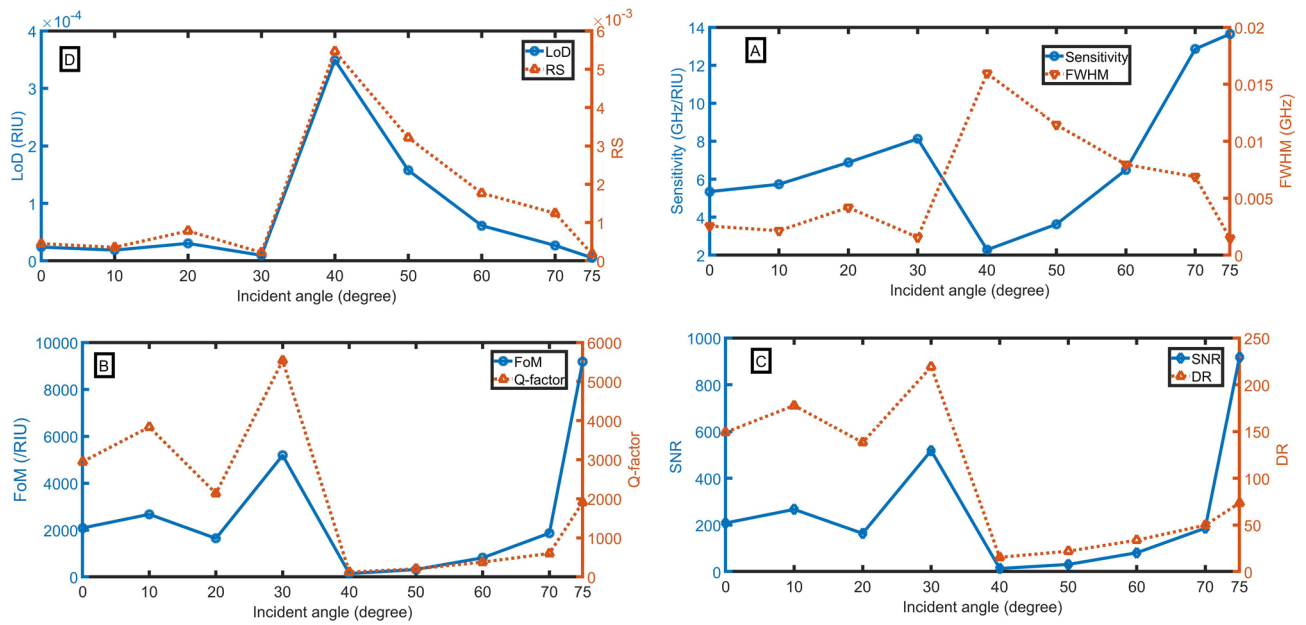 ×10-4
×10-3
4
3
2
1
0
LoD (RIU)
D
LoD
RS
6
5
4
3
2
1
0
RS
0 10 20 30 40 50 60 70 75
Incident angle (degree)
14
12
10
8
6
4
2
Sensitivity (GHz/RIU)
A
Sensitivity
FWHM
0.02
0.015
0.01
0.005
0
FWHM (GHz)
0 10 20 30 40 50 60 70 75
Incident angle (degree)
10000
8000
6000
4000
2000
0
FoM (/RIU)
B
FoM
Q-factor
6000
5000
4000
3000
2000
1000
0
Q-factor
0 10 20 30 40 50 60 70 75
Incident angle (degree)
1000
800
600
400
200
0
SNR
C
SNR
DR
250
200
150
100
50
0
DR
0 10 20 30 40 50 60 70 75
Incident angle (degree)